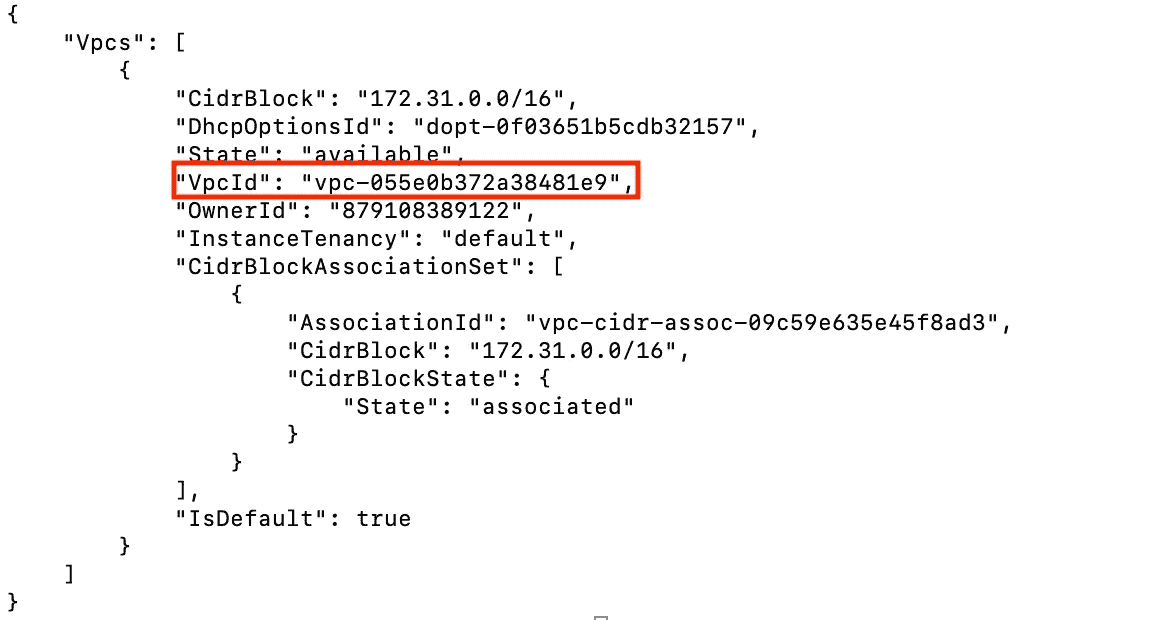 {
    "Vpcs": [
        {
            "CidrBlock": "172.31.0.0/16",
            "DhcpOptionsId": "dopt-0f03651b5cdb32157",
            "State": "available",
            "VpcId": "vpc-055e0b372a38481e9",
            "OwnerId": "879108389122",
            "InstanceTenancy": "default",
            "CidrBlockAssociationSet": [
                {
                    "AssociationId": "vpc-cidr-assoc-09c59e635e45f8ad3",
                    "CidrBlock": "172.31.0.0/16",
                    "CidrBlockState": {
                        "State": "associated"
                    }
                }
            ],
            "IsDefault": true
        }
    ]
}